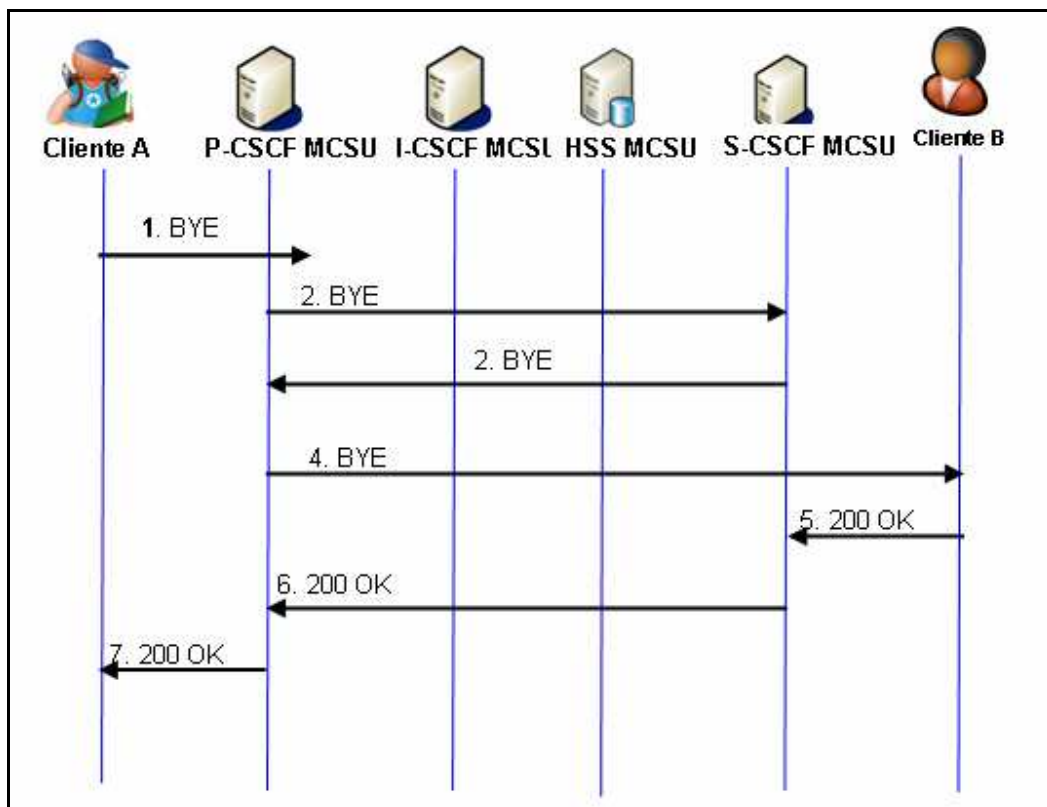 Cliente A
P-CSCF MCSU
I-CSCF MCSL
HSS MCSU
S-CSCF MCSU
Cliente B
1. BYE
2. BYE
2. BYE
4. BYE
5. 200 OK
6. 200 OK
7. 200 OK